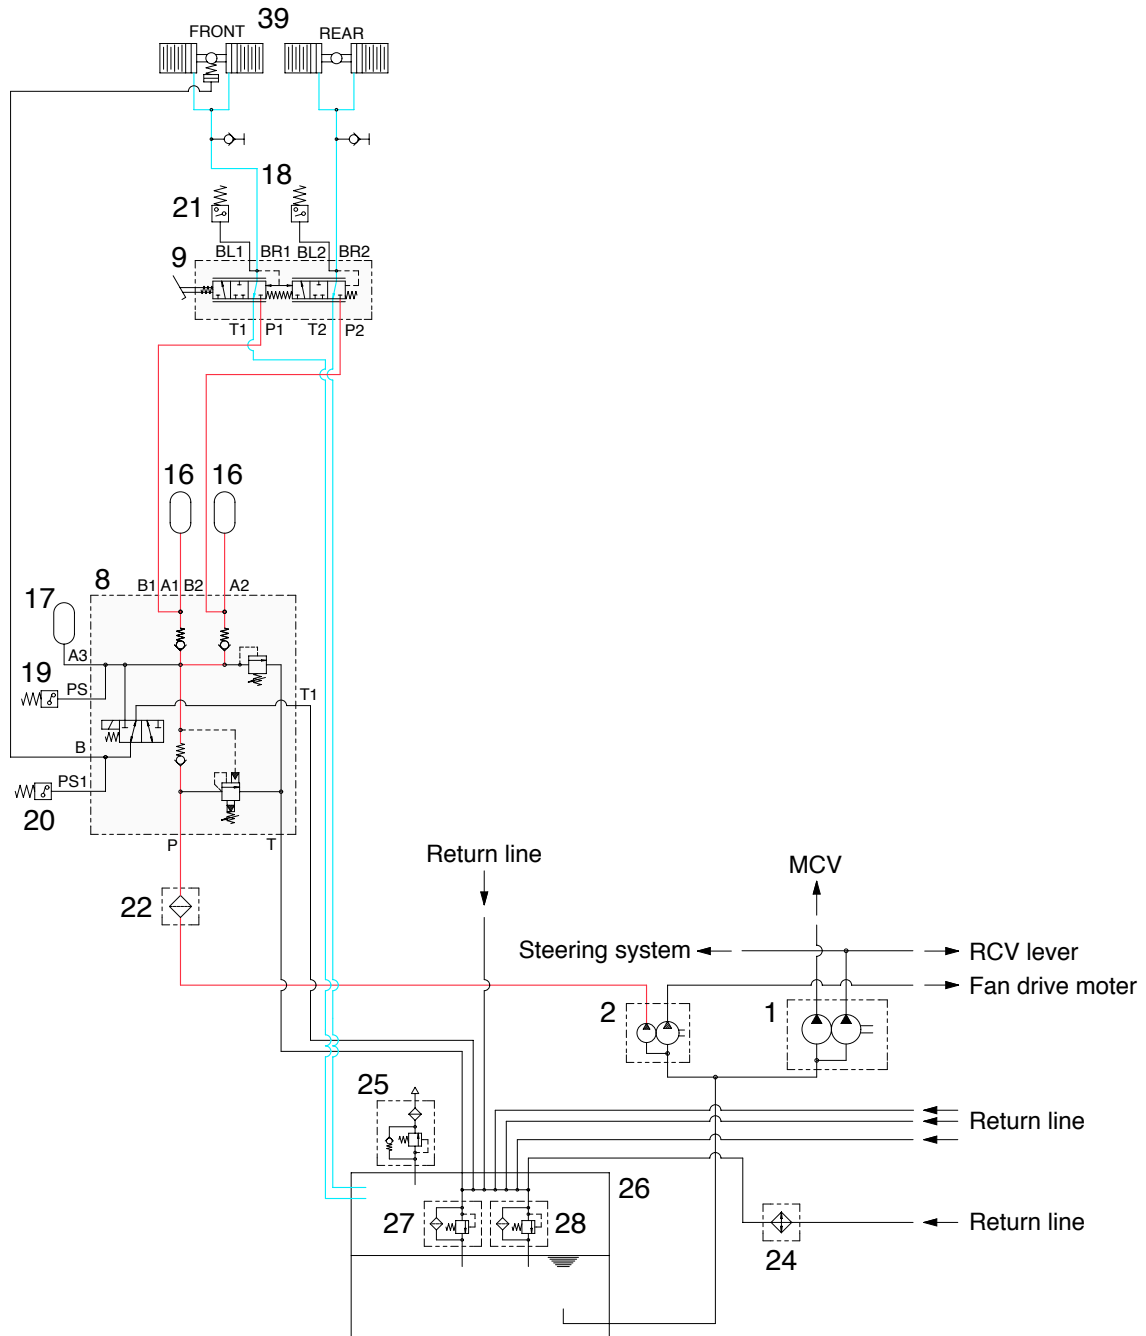 FRONT 39 REAR
18
21
BL1 BR1 BL2 BR2
9
T1 P1 T2 P2
16 16
8 B1 A1 B2 A2
17
A3
19 PS T1
B
PS1
20
P T
Return line MCV
22
Steering system RCV lever
Fan drive moter
2 1
25
Return line
26
27 28 Return line
24